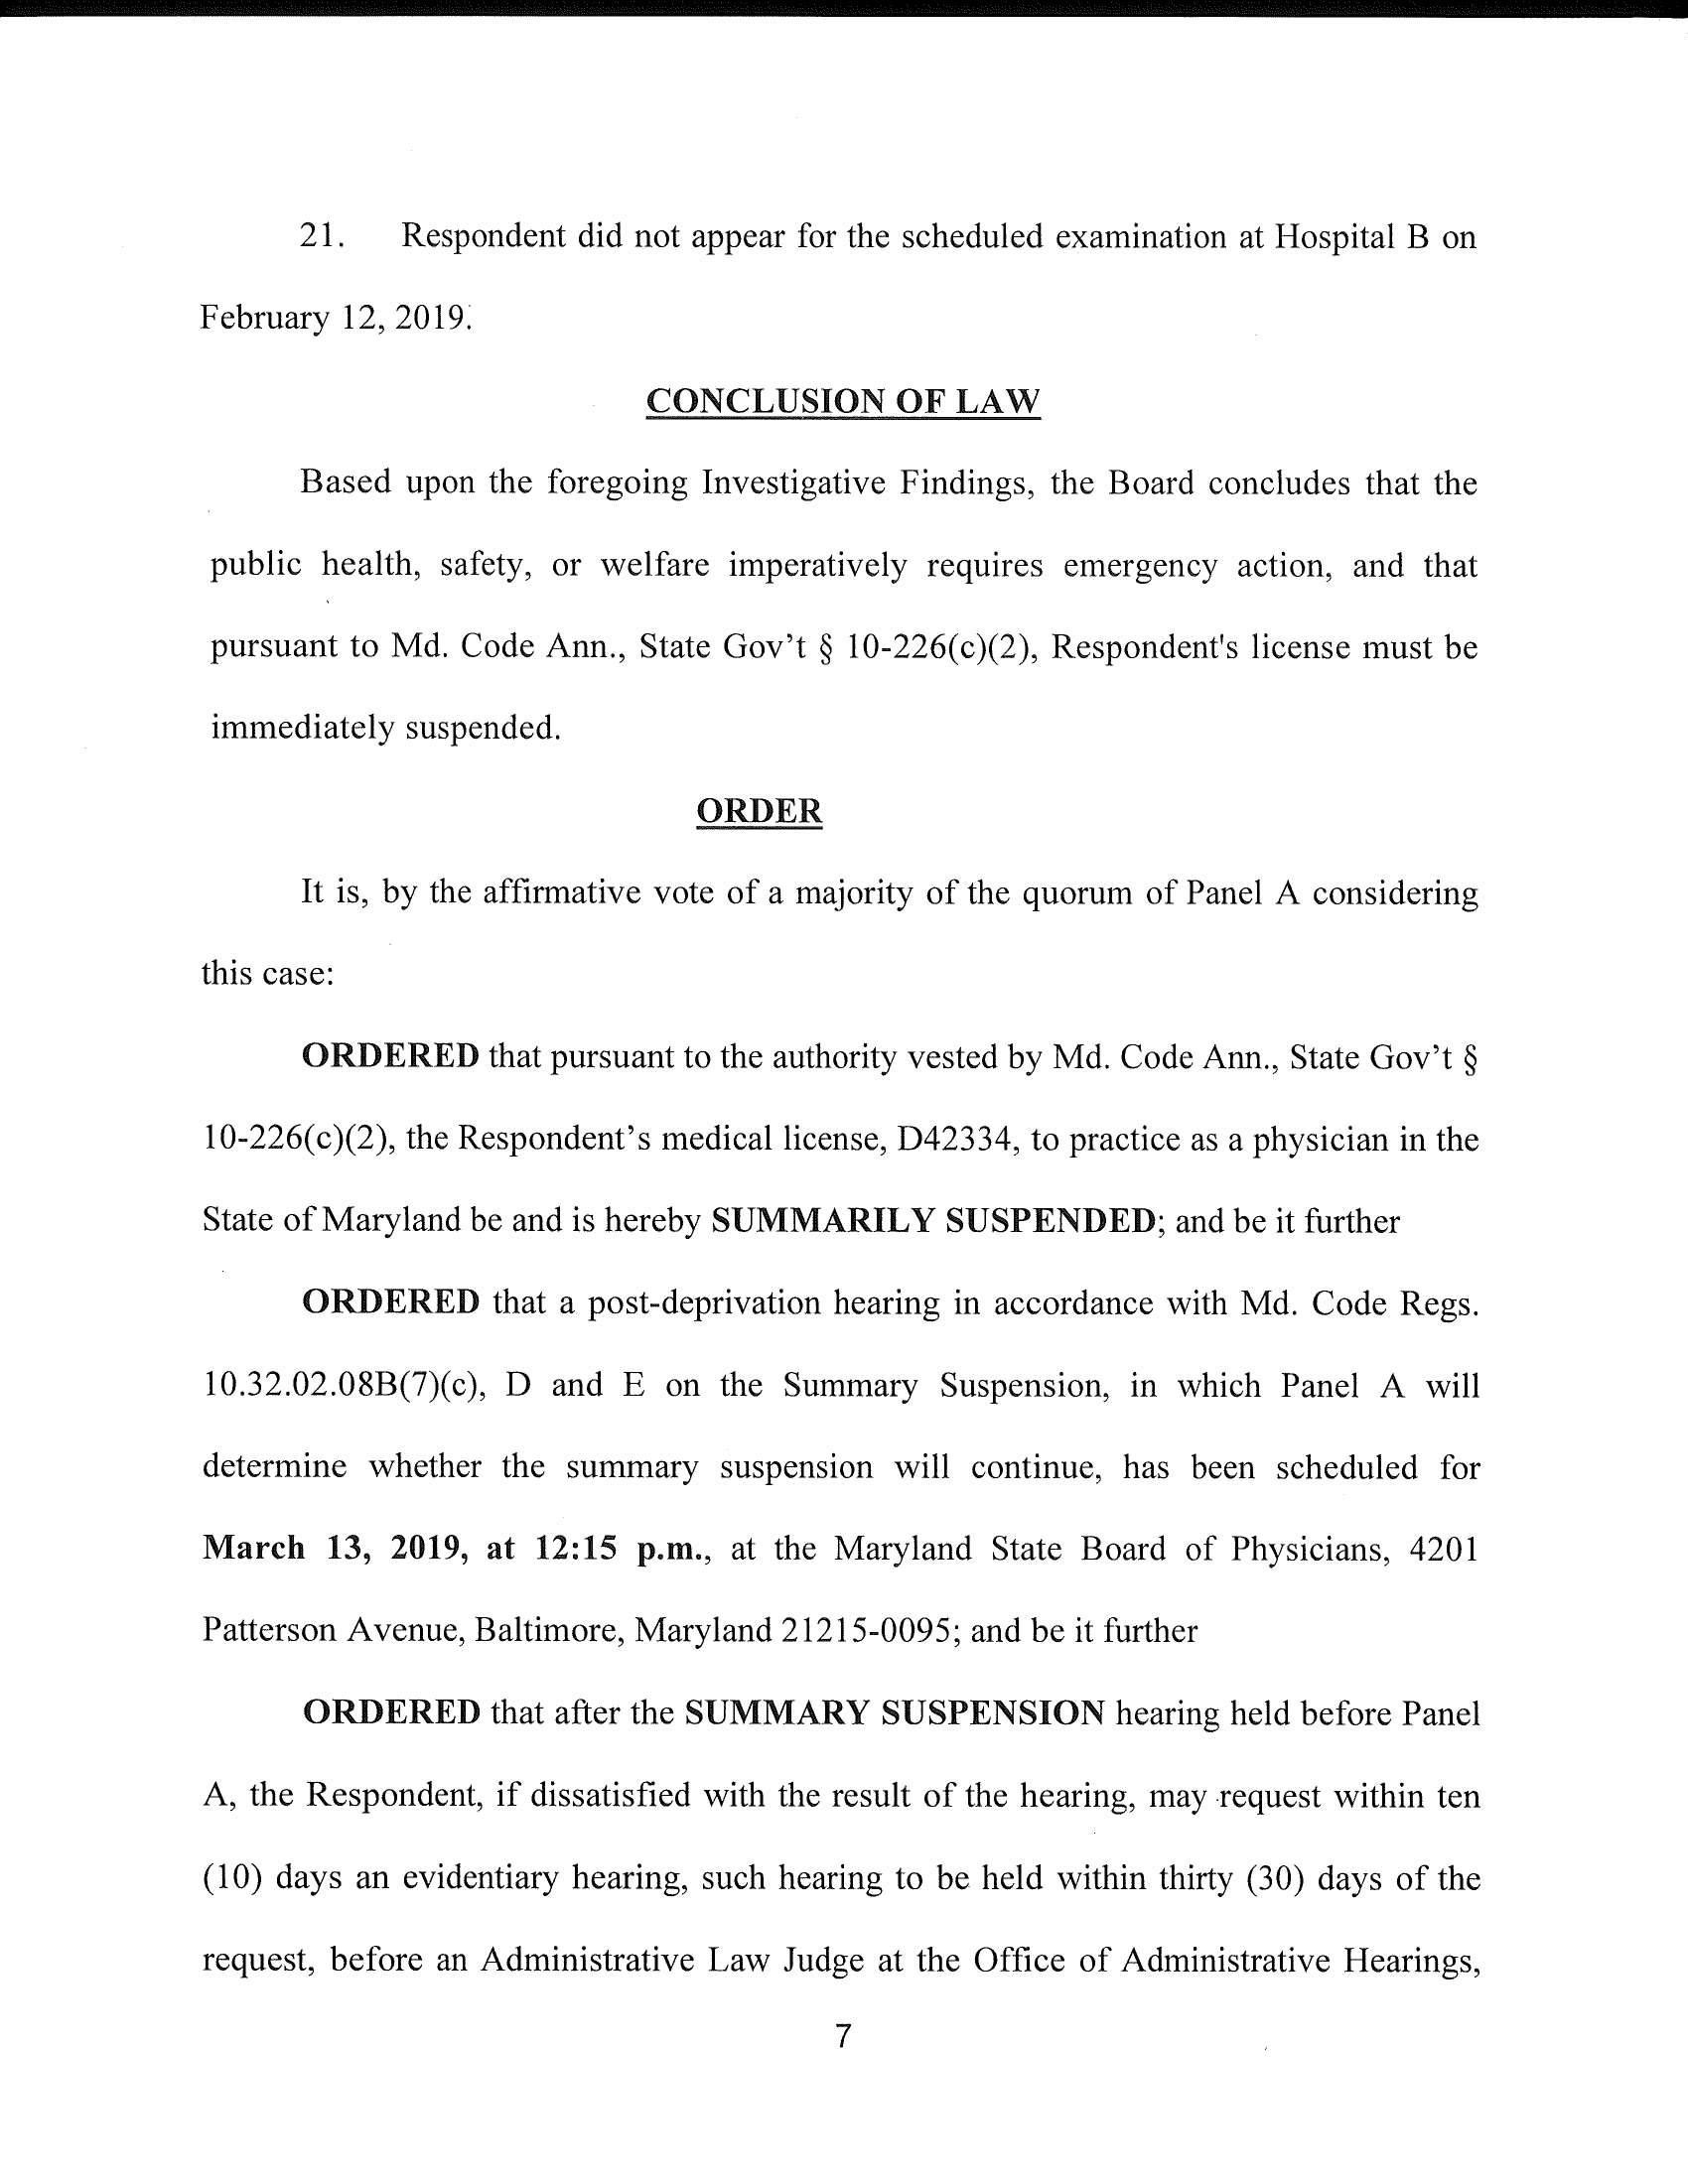 21. Respondent did not appear for the scheduled examination at Hospital B on
February 12, 2019.
CONCLUSION OF LAW
Based upon the foregoing Investigative Findings, the Board concludes that the
public health, safety, or welfare imperatively requires emergency action, and that
pursuant to Md. Code Ann., State Gov’t § 10-226(c)(2), Respondent's license must be
immediately suspended.
ORDER
It is, by the affirmative vote of a majority of the quorum of Panel A considering
this case:
ORDERED that pursuant to the authority vested by Md. Code Ann., State Gov’t §
10-226(c)(2), the Respondent’s medical license, D42334, to practice as a physician in the
State of Maryland be and is hereby SUMMARILY SUSPENDED; and be it further
ORDERED that a post-deprivation hearing in accordance with Md. Code Regs.
10.32.02.08B(7)(c), D and E on the Summary Suspension, in which Panel A will
determine whether the summary suspension will continue, has been scheduled for
March 13, 2019, at 12:15 p.m., at the Maryland State Board of Physicians, 4201
Patterson Avenue, Baltimore, Maryland 21215-0095; and be it further
ORDERED that after the SUMMARY SUSPENSION hearing held before Panel
A, the Respondent, if dissatisfied with the result of the hearing, may request within ten
(10) days an evidentiary hearing, such hearing to be held within thirty (30) days of the
request, before an Administrative Law Judge at the Office of Administrative Hearings,
7